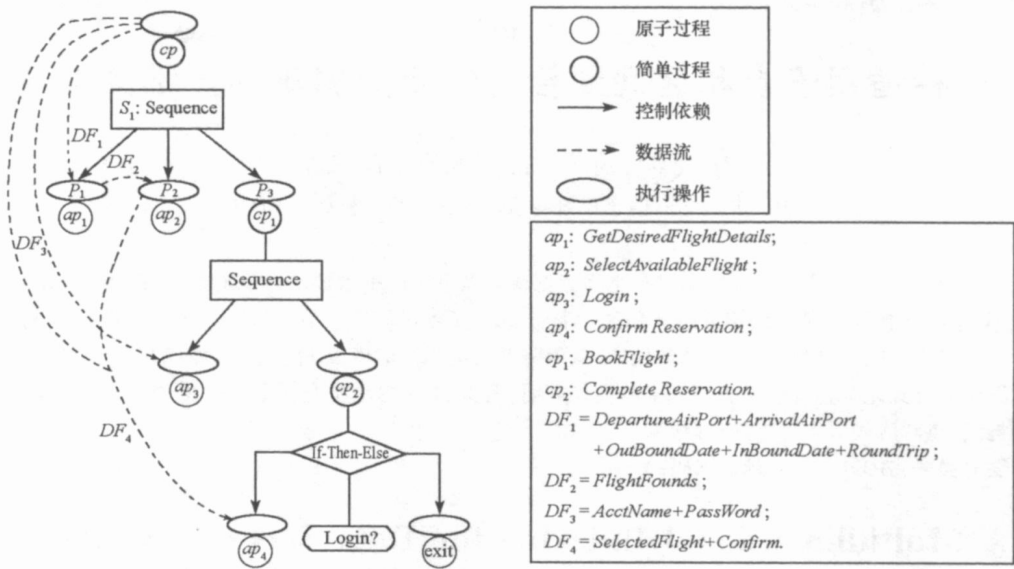 cp
S₁: Sequence
DF₁
DF₂
P₁
P₂
P₃
ap₁
ap₂
cp₁
DF₃
Sequence
ap₃
cp₂
DF₄
If-Then-Else
ap₄
Login?
exit
原子过程
简单过程
控制依赖
数据流
执行操作
ap₁: GetDesiredFlightDetails;
ap₂: SelectAvailableFlight;
ap₃: Login;
ap₄: Confirm Reservation;
cp₁: BookFlight;
cp₂: Complete Reservation.
DF₁=DepartureAirPort+ArrivalAirPort
+OutBoundDate+InBoundDate+RoundTrip;
DF₂=FlightFounds;
DF₃=AcctName+PassWord;
DF₄=SelectedFlight+Confirm.